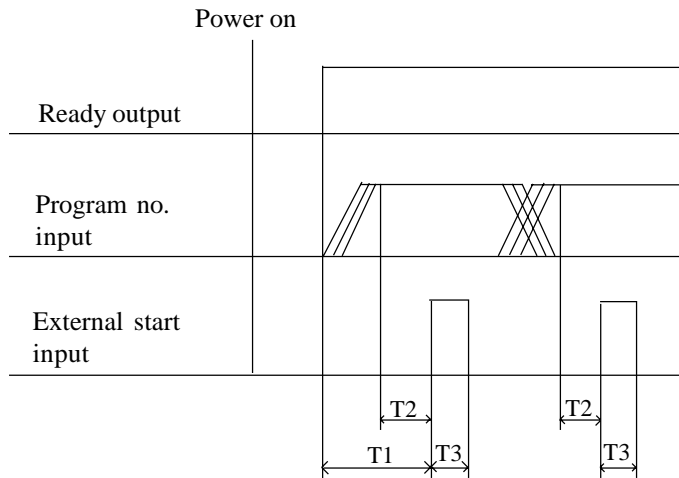 Power on
Ready output
Program no.
input
External start
input
T2
T2
T1
T3
T3